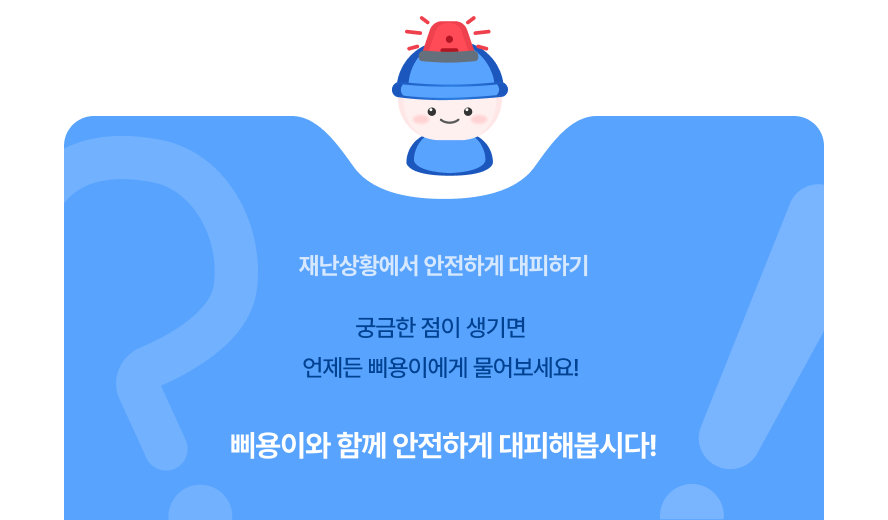 재난상황에서 안전하게 대피하기
궁금한 점이 생기면
언제든 삐용이에게 물어보세요!
삐용이와 함께 안전하게 대피해봅시다!